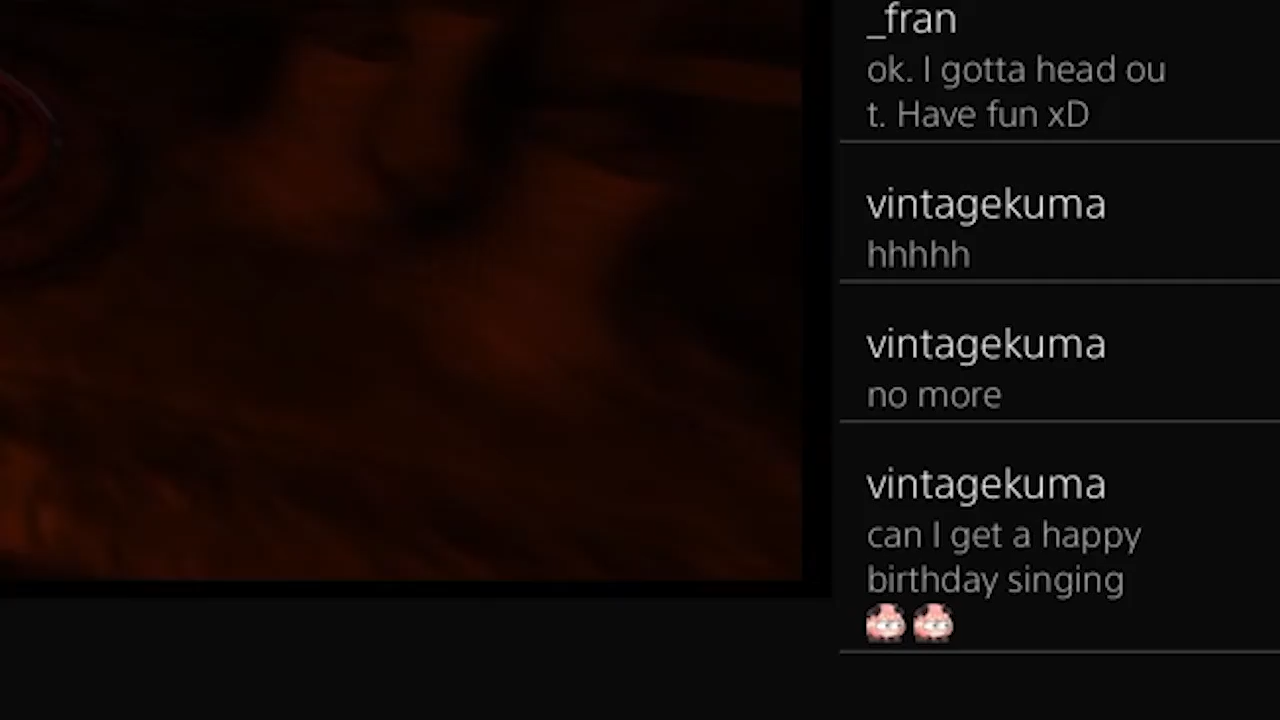 _fran
ok. I gotta head ou
t. Have fun xD
vintagekuma
hhhhh
vintagekuma
no more
vintagekuma
can I get a happy
birthday singing